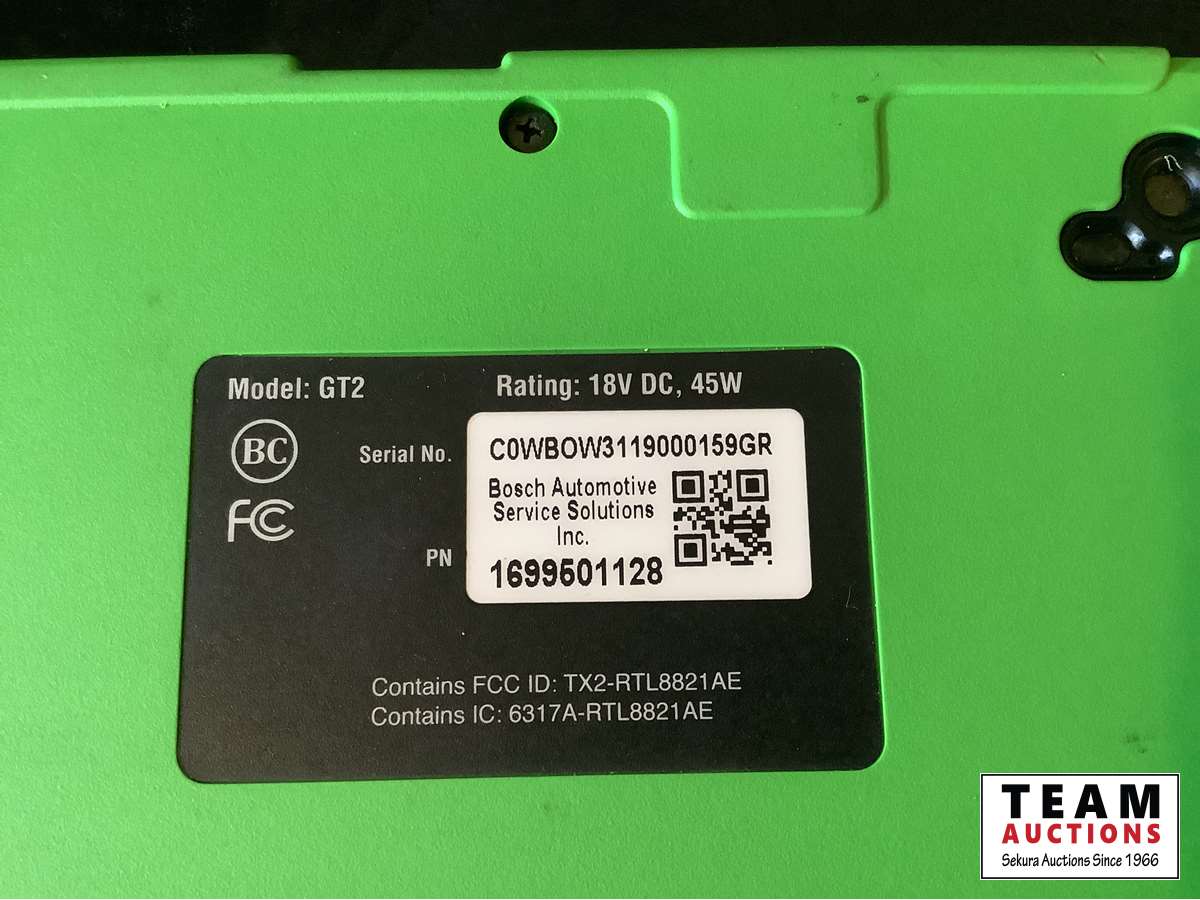 Model: GT2
Rating: 18V DC, 45W
BC
FC
Serial No.
C0WBOW3119000159GR
Bosch Automotive
Service Solutions
Inc.
PN
1699501128
Contains FCC ID: TX2-RTL8821AE
Contains IC: 6317A-RTL8821AE
TEAM
AUCTIONS
Sekura Auctions Since 1966